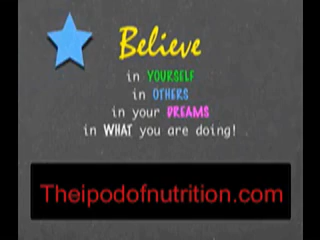 Believe
in YOURSELF
in OTHERS
in your DREAMS
in WHAT you are doing!
Theipodofnutrition.com